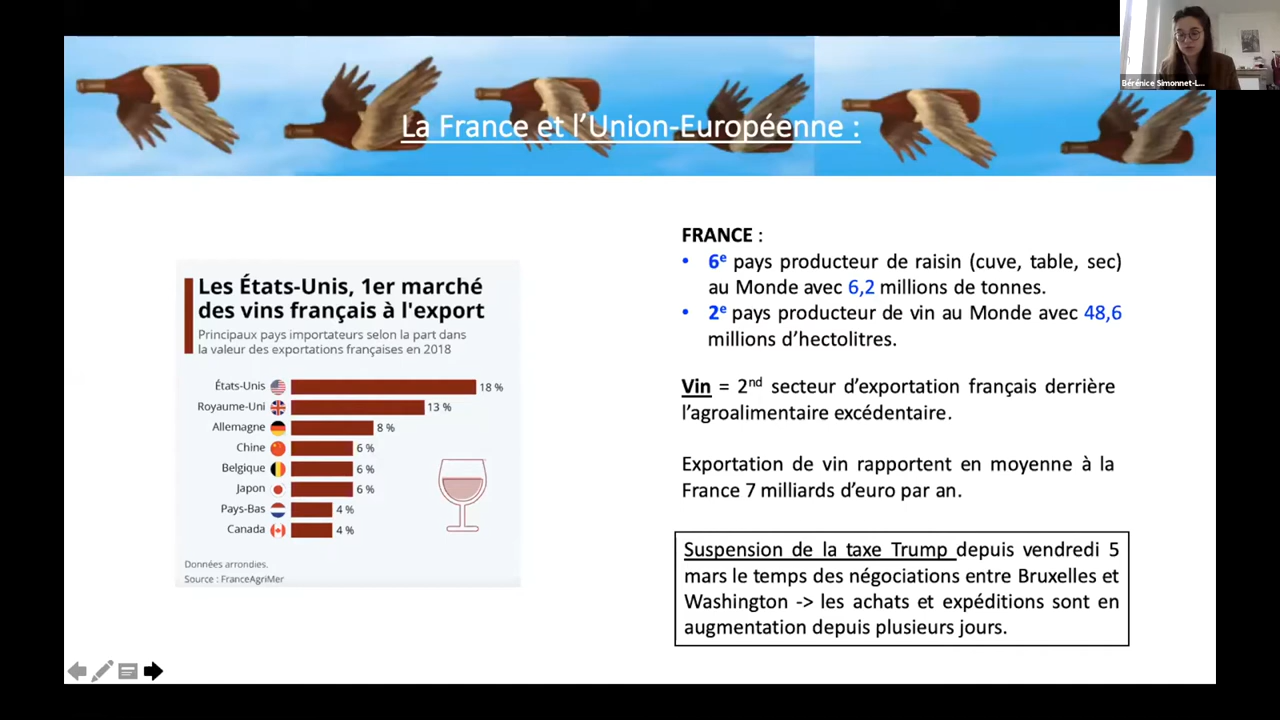 Bérénice Simonnet-L...
La France et l'Union-Européenne :
Les États-Unis, 1er marché
des vins français à l'export
Principaux pays importateurs selon la part dans
la valeur des exportations françaises en 2018
États-Unis 18 %
Royaume-Uni 13 %
Allemagne 8 %
Chine 6 %
Belgique 6 %
Japon 6 %
Pays-Bas 4 %
Canada 4 %
Données arrondies.
Source : FranceAgriMer
FRANCE :
• 6e pays producteur de raisin (cuve, table, sec)
au Monde avec 6,2 millions de tonnes.
• 2e pays producteur de vin au Monde avec 48,6
millions d'hectolitres.
Vin = 2nd secteur d'exportation français derrière
l'agroalimentaire excédentaire.
Exportation de vin rapportent en moyenne à la
France 7 milliards d'euro par an.
Suspension de la taxe Trump depuis vendredi 5
mars le temps des négociations entre Bruxelles et
Washington -> les achats et expéditions sont en
augmentation depuis plusieurs jours.